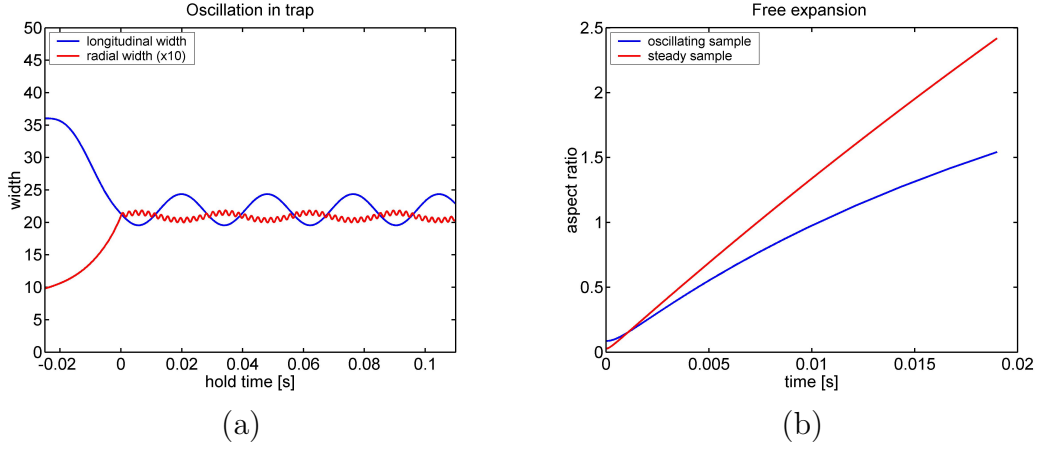 Oscillation in trap
50
45
40
35
30
25
20
15
10
5
0
longitudinal width
radial width (x10)
width
-0.02 0 0.02 0.04 0.06 0.08 0.1
hold time [s]
(a)
Free expansion
2.5
2
1.5
1
0.5
0
oscillating sample
steady sample
aspect ratio
0 0.005 0.01 0.015 0.02
time [s]
(b)